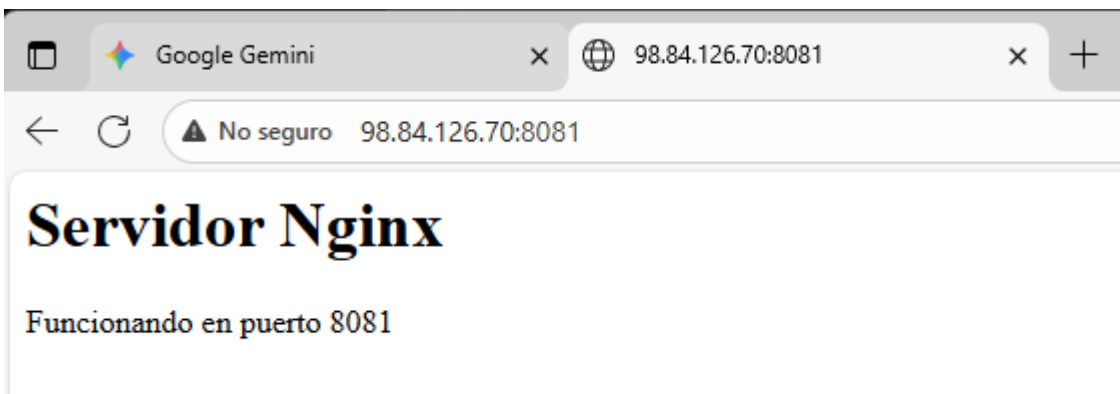 Google Gemini
98.84.126.70:8081
No seguro 98.84.126.70:8081
Servidor Nginx
Funcionando en puerto 8081